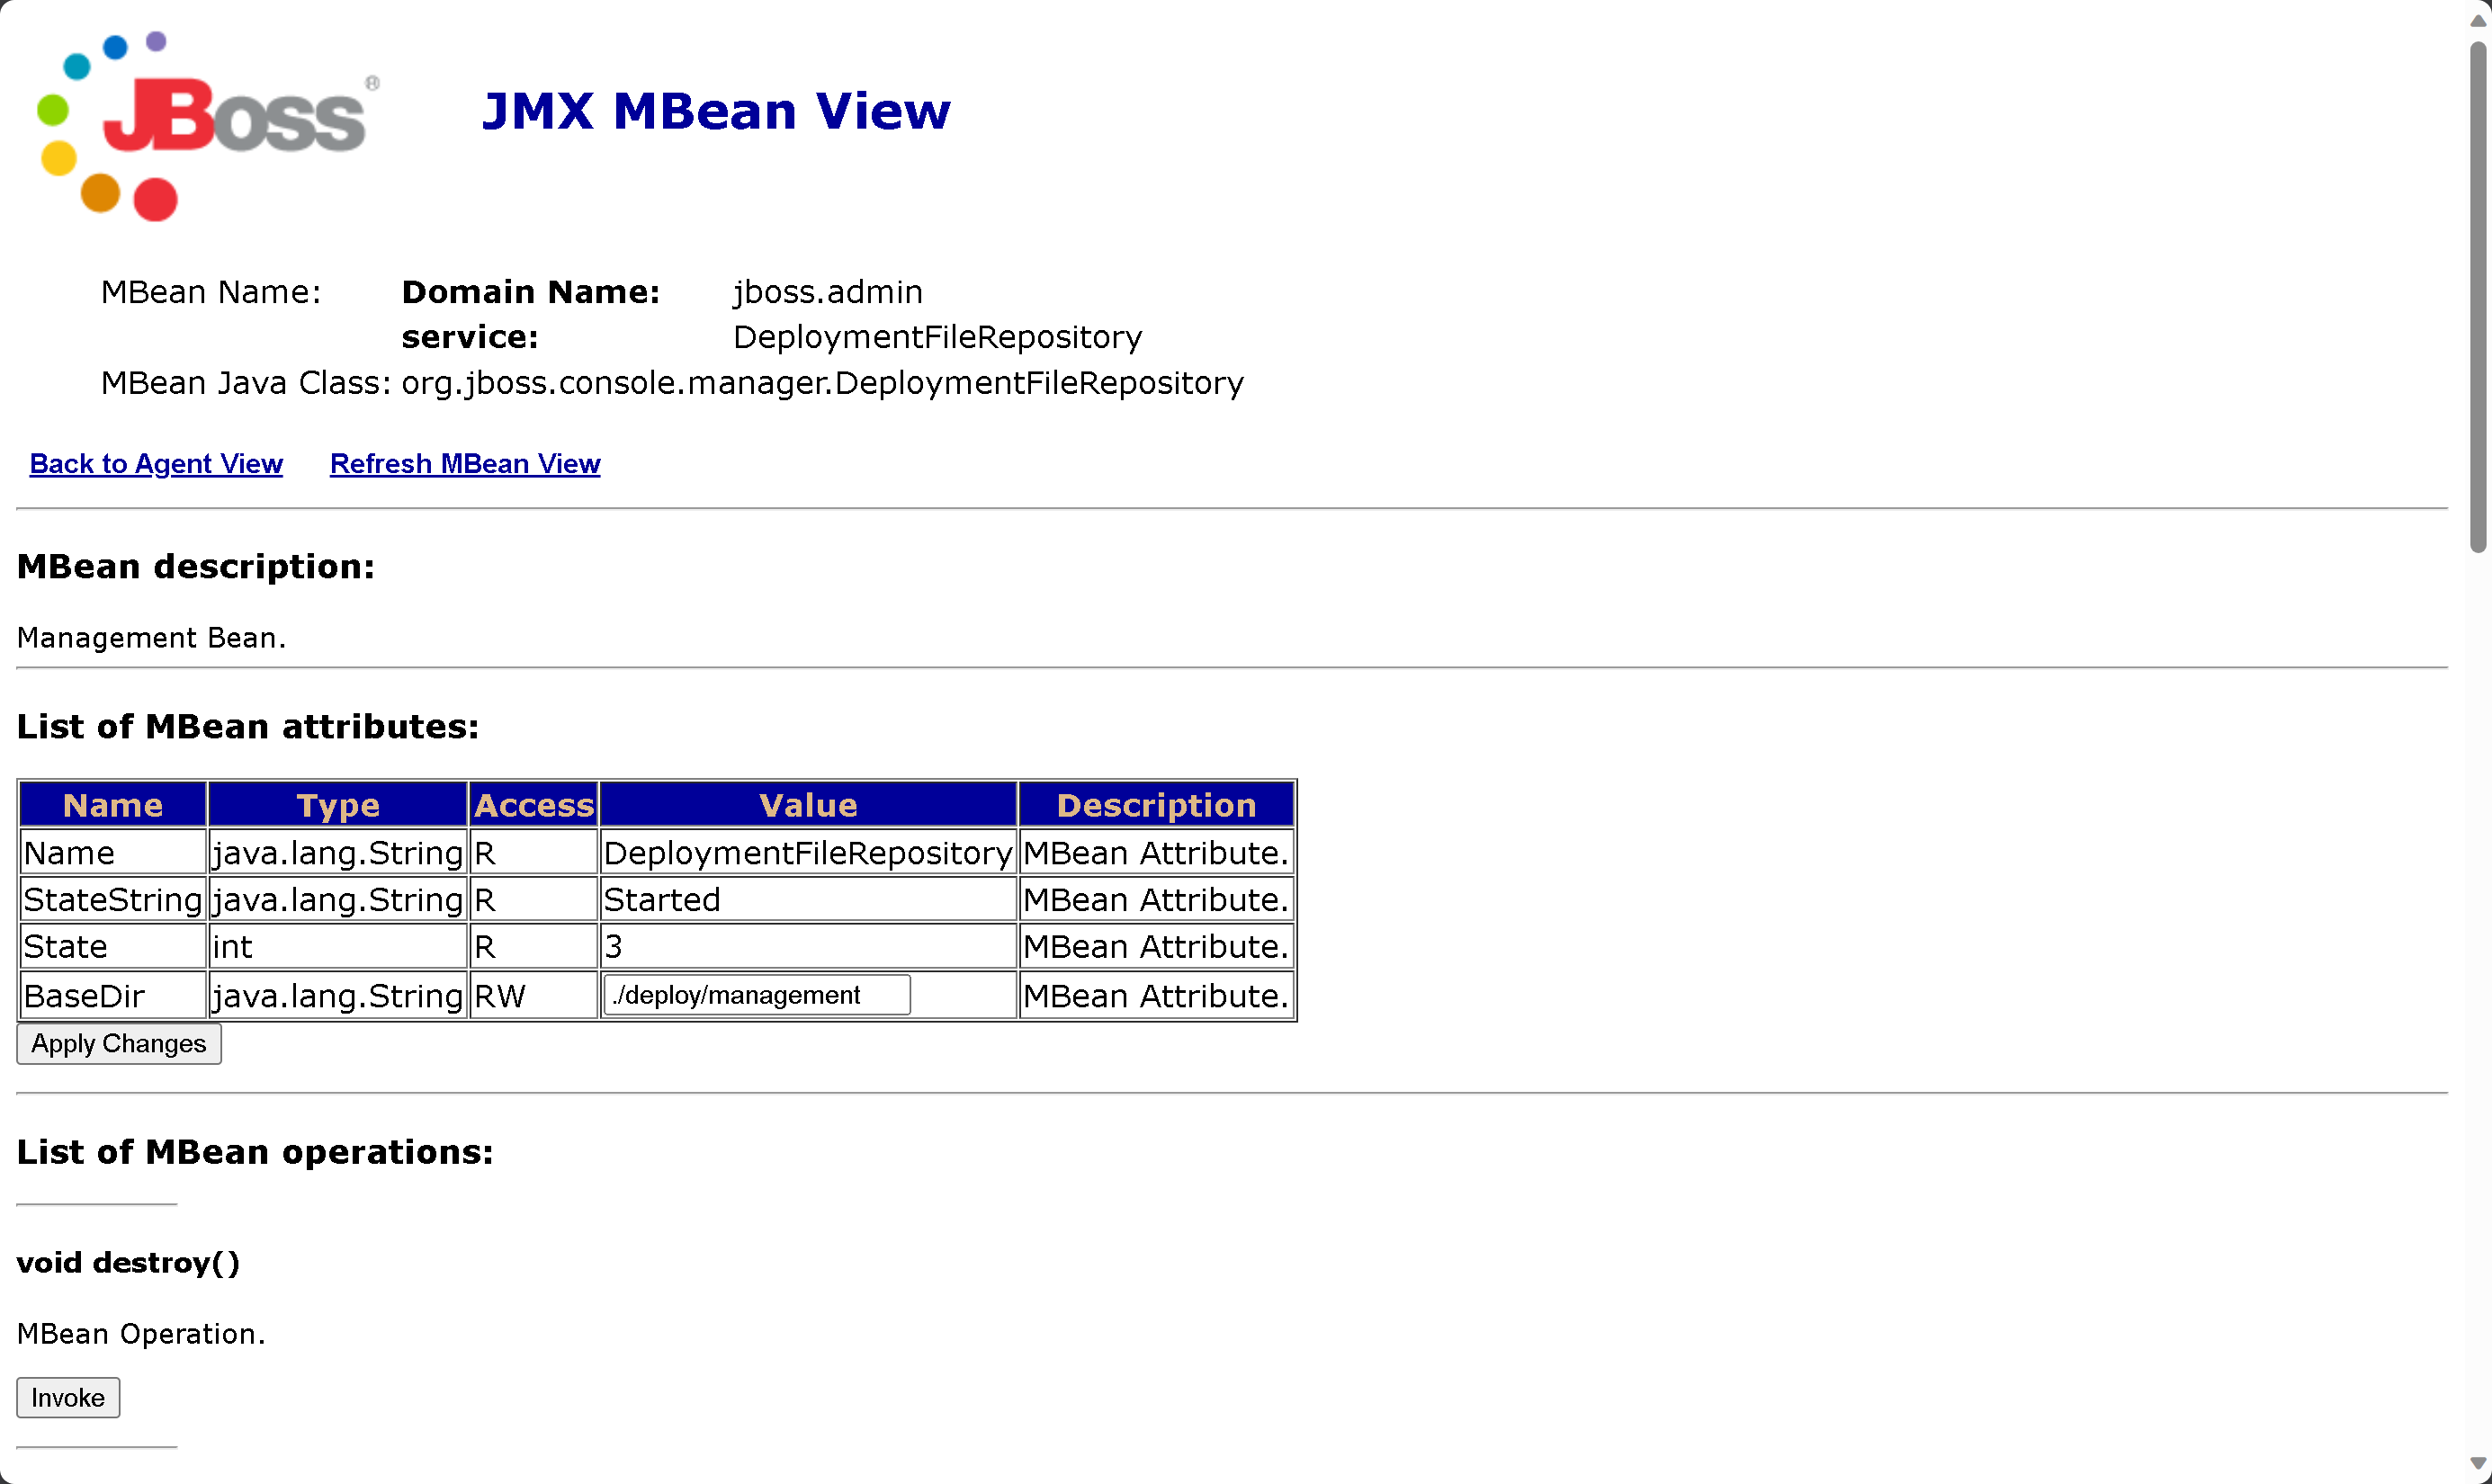 JBoss®
JMX MBean View
MBean Name: Domain Name: jboss.admin
service: DeploymentFileRepository
MBean Java Class: org.jboss.console.manager.DeploymentFileRepository
Back to Agent View Refresh MBean View
MBean description:
Management Bean.
List of MBean attributes:
Name Type Access Value Description
Name java.lang.String R DeploymentFileRepository MBean Attribute.
StateString java.lang.String R Started MBean Attribute.
State int R 3 MBean Attribute.
BaseDir java.lang.String RW ./deploy/management MBean Attribute.
Apply Changes
List of MBean operations:
void destroy()
MBean Operation.
Invoke